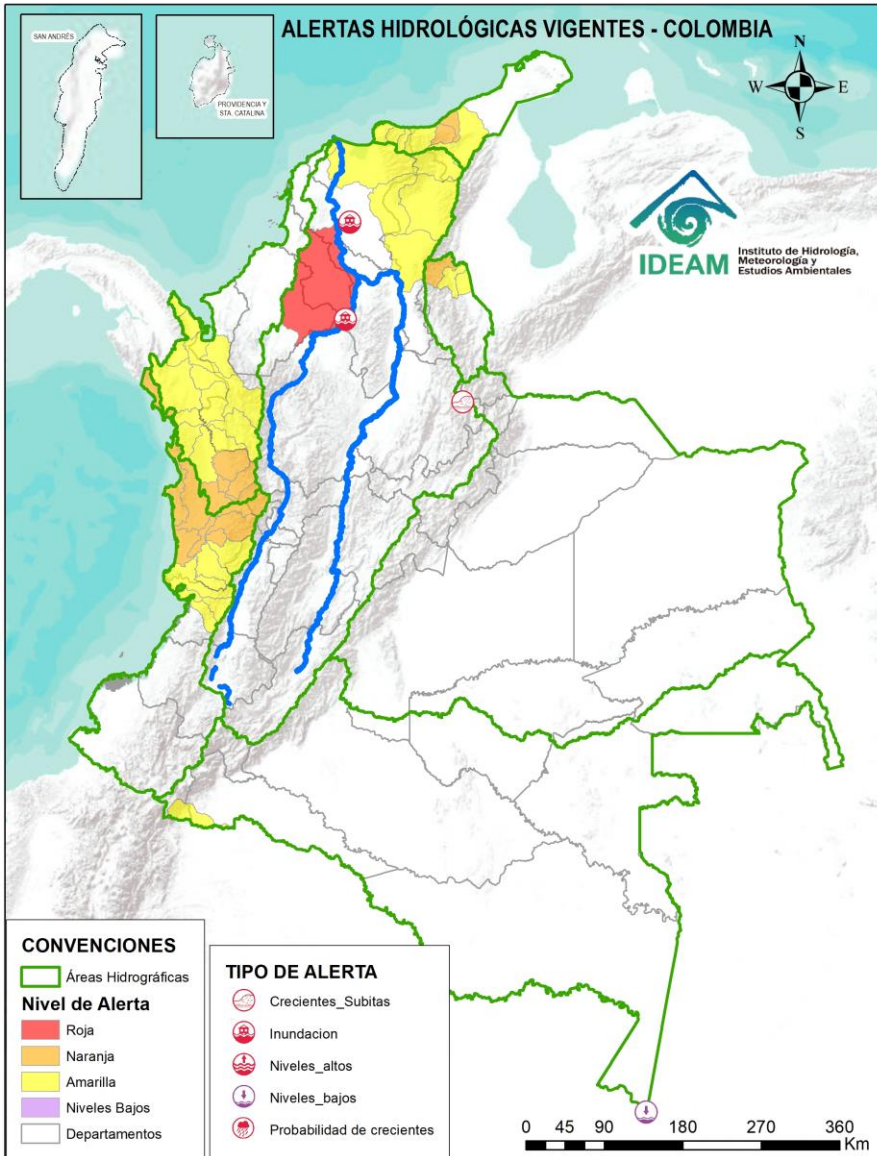 ALERTAS HIDROLÓGICAS VIGENTES - COLOMBIA
SAN ANDRÉS
PROVIDENCIA Y
STA. CATALINA
N
W E
S
IDEAM
Instituto de Hidrología,
Meteorología y
Estudios Ambientales
CONVENCIONES
Áreas Hidrográficas
Nivel de Alerta
Roja
Naranja
Amarilla
Niveles Bajos
Departamentos
TIPO DE ALERTA
Crecientes_Subitas
Inundacion
Niveles_altos
Niveles_bajos
Probabilidad de crecientes
0 45 90 180 270 360
Km